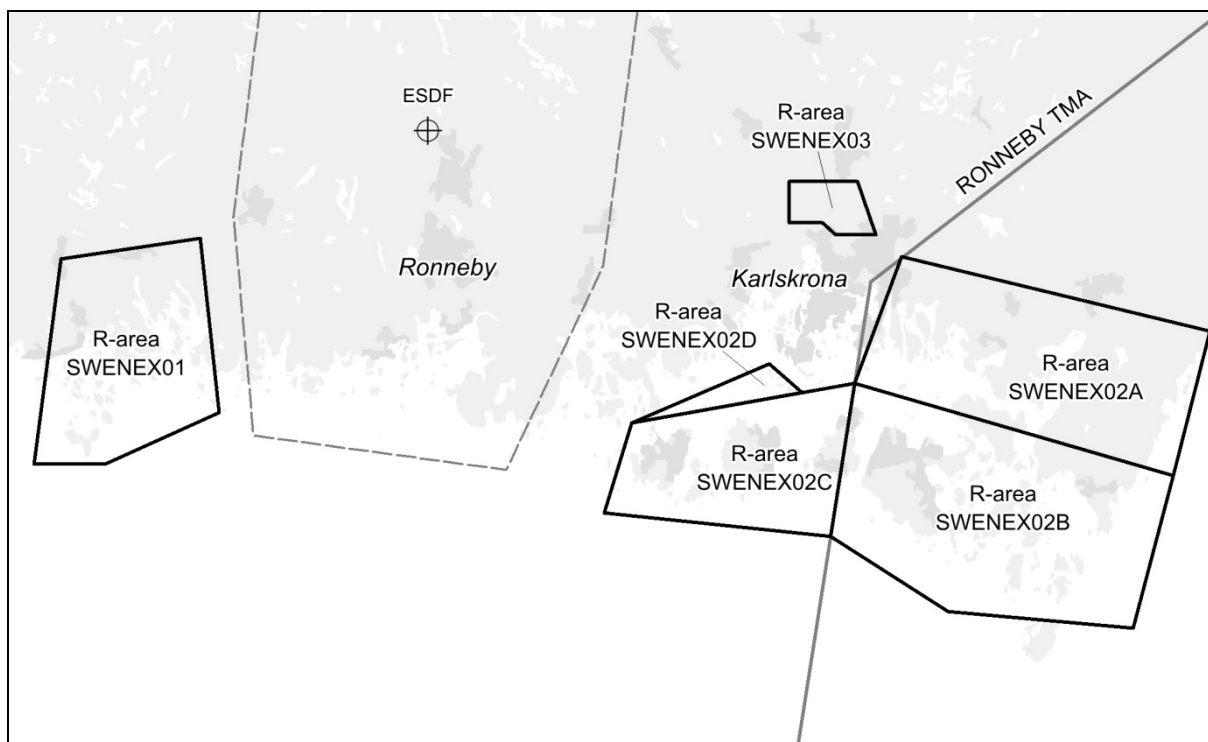 ESDF
R-area
SWENEX03
RONNEBY TMA
Ronneby
Karlskrona
R-area
SWENEX01
R-area
SWENEX02D
R-area
SWENEX02A
R-area
SWENEX02C
R-area
SWENEX02B